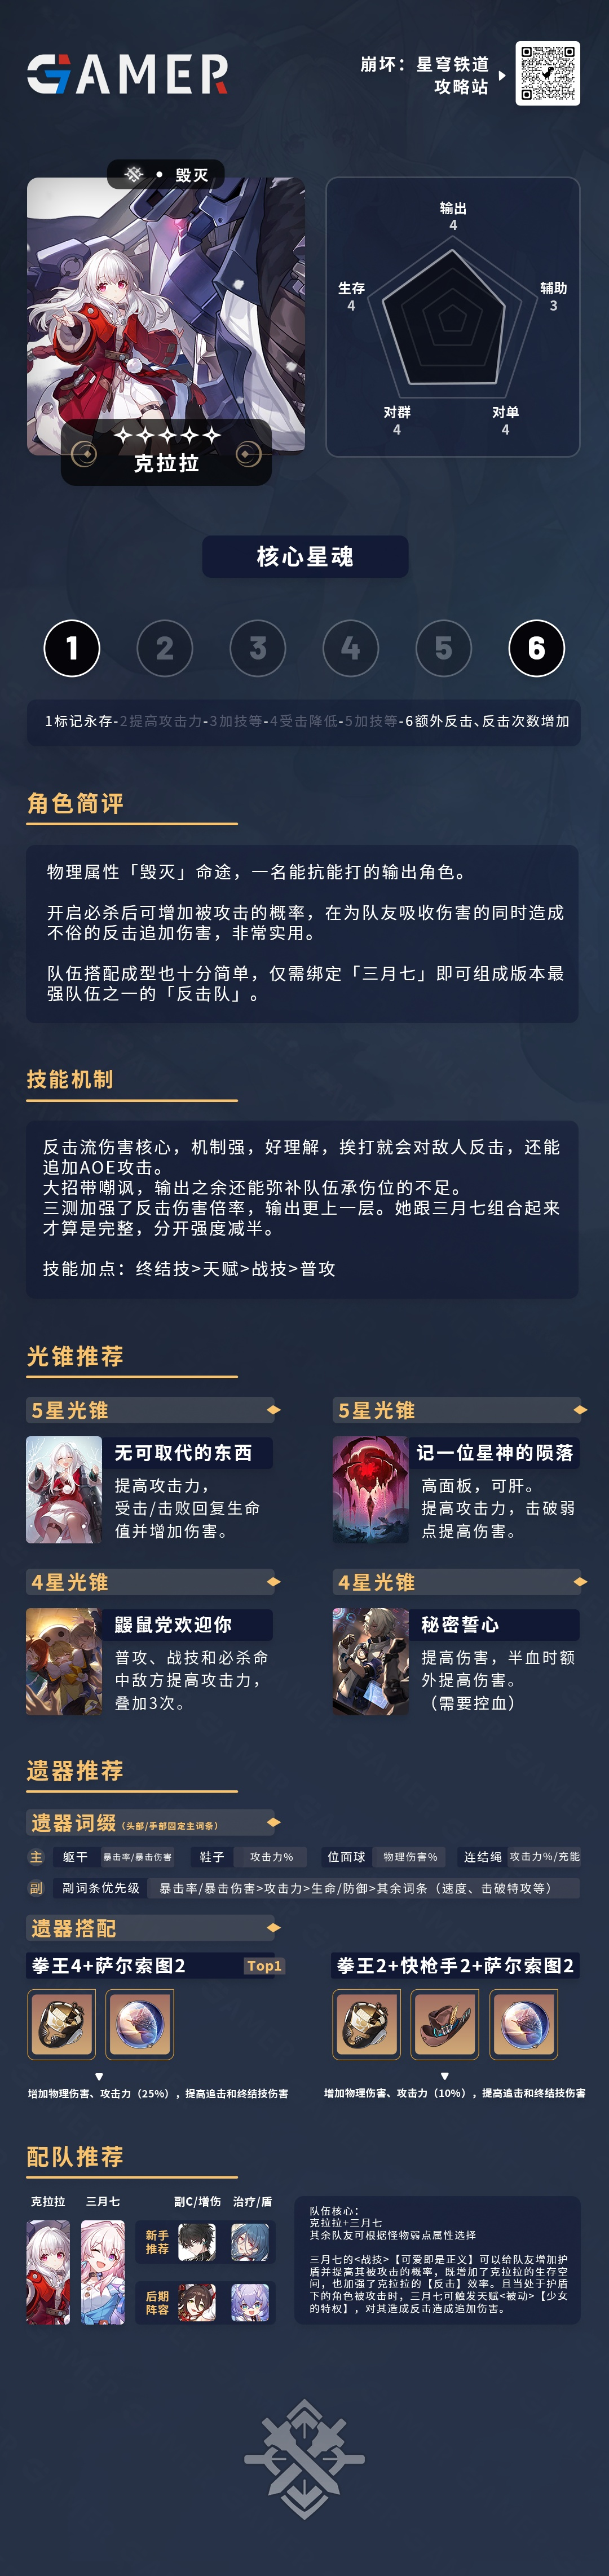 GAMER
崩坏：星穹铁道
攻略站
毁灭
克拉拉
输出
4
生存
4
辅助
3
对群
4
对单
4
核心星魂
1 2 3 4 5 6
1标记永存-2提高攻击力-3加技等-4受击降低-5加技等-6额外反击、反击次数增加
角色简评
物理属性「毁灭」命途，一名能抗能打的输出角色。
开启必杀后可增加被攻击的概率，在为队友吸收伤害的同时造成
不俗的反击追加伤害，非常实用。
队伍搭配成型也十分简单，仅需绑定「三月七」即可组成版本最
强队伍之一的「反击队」。
技能机制
反击流伤害核心，机制强，好理解，挨打就会对敌人反击，还能
追加AOE攻击。
大招带嘲讽，输出之余还能弥补队伍承伤位的不足。
三测加强了反击伤害倍率，输出更上一层。她跟三月七组合起来
才算是完整，分开强度减半。
技能加点：终结技>天赋>战技>普攻
光锥推荐
5星光锥
无可取代的东西
提高攻击力，
受击/击败回复生命
值并增加伤害。
5星光锥
记一位星神的陨落
高面板，可肝。
提高攻击力，击破弱
点提高伤害。
4星光锥
鼹鼠党欢迎你
普攻、战技和必杀命
中敌方提高攻击力，
叠加3次。
4星光锥
秘密誓心
提高伤害，半血时额
外提高伤害。
（需要控血）
遗器推荐
遗器词缀（头部/手部固定主词条）
主 躯干 暴击率/暴击伤害 鞋子 攻击力% 位面球 物理伤害% 连结绳 攻击力%/充能
副 副词条优先级 暴击率/暴击伤害>攻击力>生命/防御>其余词条（速度、击破特攻等）
遗器搭配
拳王4+萨尔索图2 Top1
增加物理伤害、攻击力（25%），提高追击和终结技伤害
拳王2+快枪手2+萨尔索图2
增加物理伤害、攻击力（10%），提高追击和终结技伤害
配队推荐
克拉拉 三月七 副C/增伤 治疗/盾
新手
推荐
后期
阵容
队伍核心：
克拉拉+三月七
其余队友可根据怪物弱点属性选择
三月七的<战技>【可爱即是正义】可以给队友增加护
盾并提高其被攻击的概率，既增加了克拉拉的生存空
间，也加强了克拉拉的【反击】效率。且当处于护盾
下的角色被攻击时，三月七可触发天赋<被动>【少女
的特权】，对其造成反击造成追加伤害。